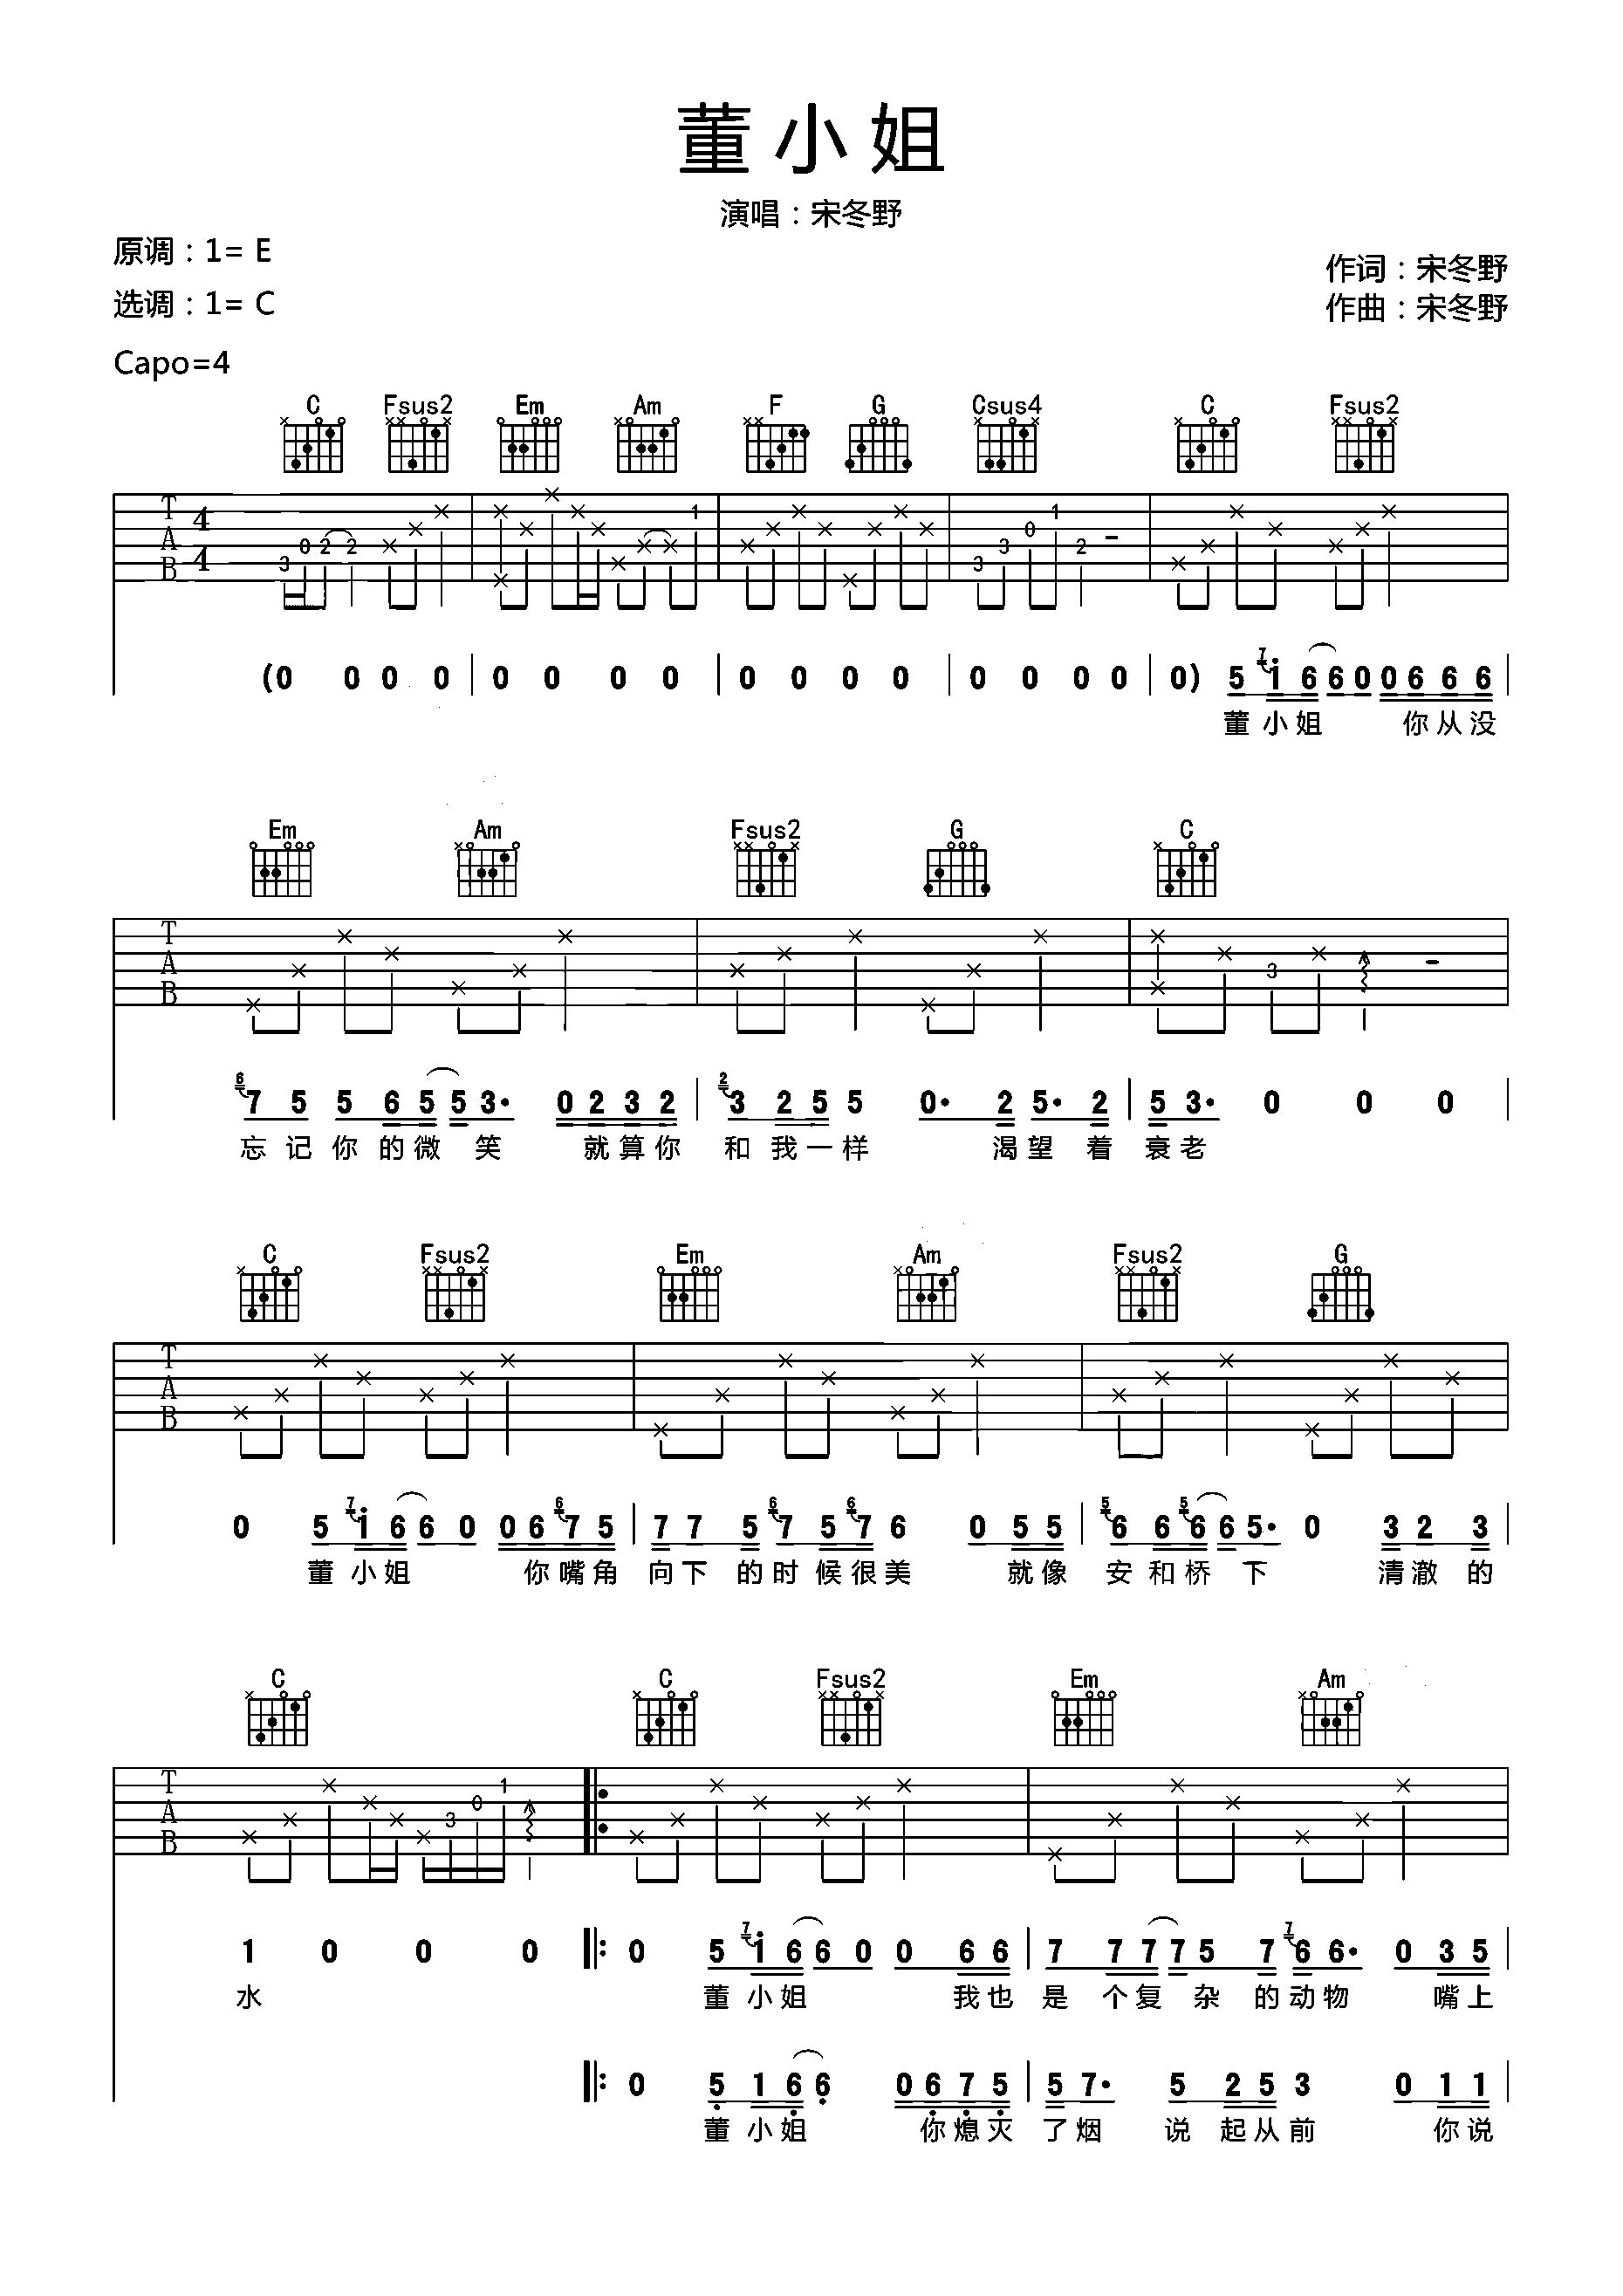 董小姐
演唱：宋冬野
原调：1= E
作词：宋冬野
选调：1= C
作曲：宋冬野
Capo=4
C Fsus2 Em Am F G Csus4 C Fsus2
T A B 4 4 3 0 2 2 1 3 3 0 1 2
(0 0 0 0 | 0 0 0 0 | 0 0 0 0 | 0 0 0 0 | 0) 5 7 i 6 6 0 0 6 6 6 |
董小姐 你从没
Em Am Fsus2 G C
T A B 3
6 7 5 5 6 5 5 3· 0 2 3 2 | 2 3 2 5 5 0· 2 5· 2 | 5 3· 0 0 0 |
忘记你的微笑 就算你 和我一样 渴望着 衰老
C Fsus2 Em Am Fsus2 G
T A B
0 5 7 i 6 6 0 0 6 6 7 5 | 7 7 5 6 7 5 6 7 6 0 5 5 | 5 6 6 5 6 6 5· 0 3 2 3 |
董小姐 你嘴角 向下的时候很美 就像 安和桥下 清澈的
C C Fsus2 Em Am
T A B 3 0 1
1 0 0 0 |: 0 5 7 i 6 6 0 0 6 6 | 7 7 7 7 5 7 7 6 6· 0 3 5 |
水 董小姐 我也 是个复杂的动物 嘴上
|: 0 5 1 6 6 0 6 7 5 | 5 7· 5 2 5 3 0 1 1 |
董小姐 你熄灭 了烟 说起从前 你说